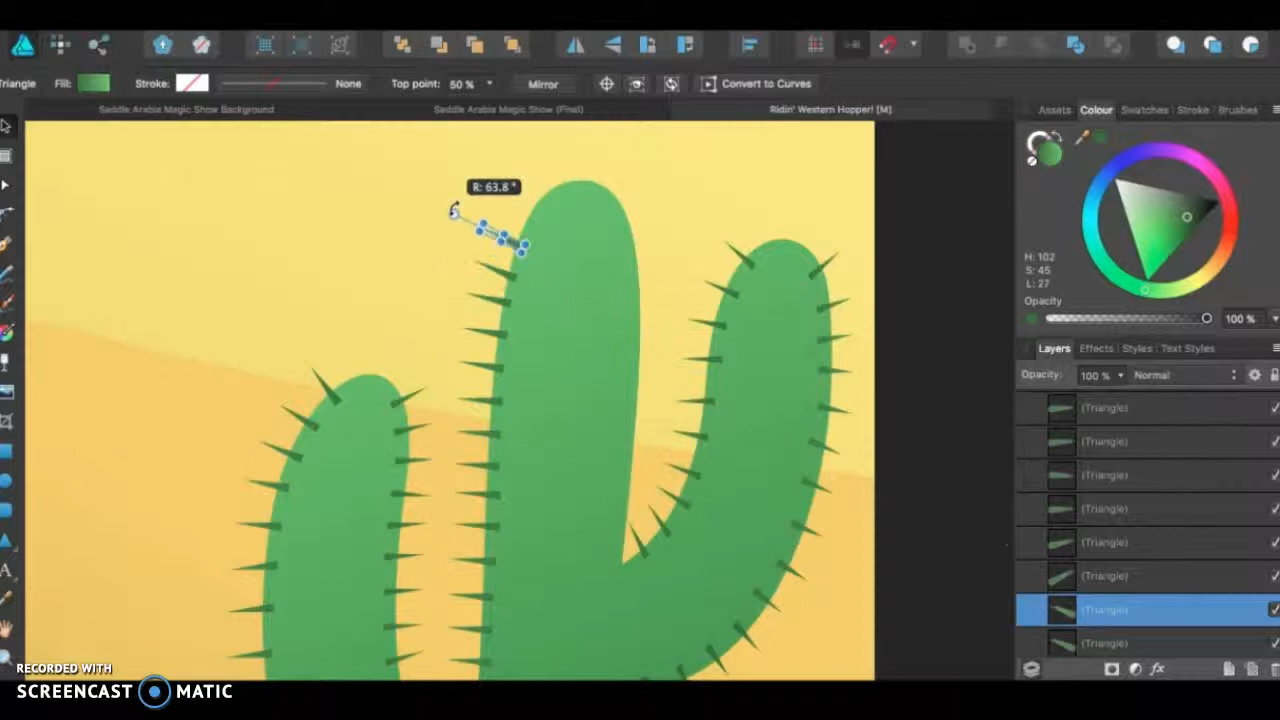 Triangle Fill: Stroke: None Top point: 50 % Mirror Convert to Curves
Saddle Arabia Magic Show Background Saddle Arabia Magic Show (Final) Ridin' Western Hopper! [M]
Assets Colour Swatches Stroke Brushes
R: 63.8 °
H: 102
S: 45
L: 27
Opacity
100 %
Layers Effects Styles Text Styles
Opacity: 100 % Normal
(Triangle)
(Triangle)
(Triangle)
(Triangle)
(Triangle)
(Triangle)
(Triangle)
(Triangle)
fx
A
RECORDED WITH
SCREENCAST MATIC